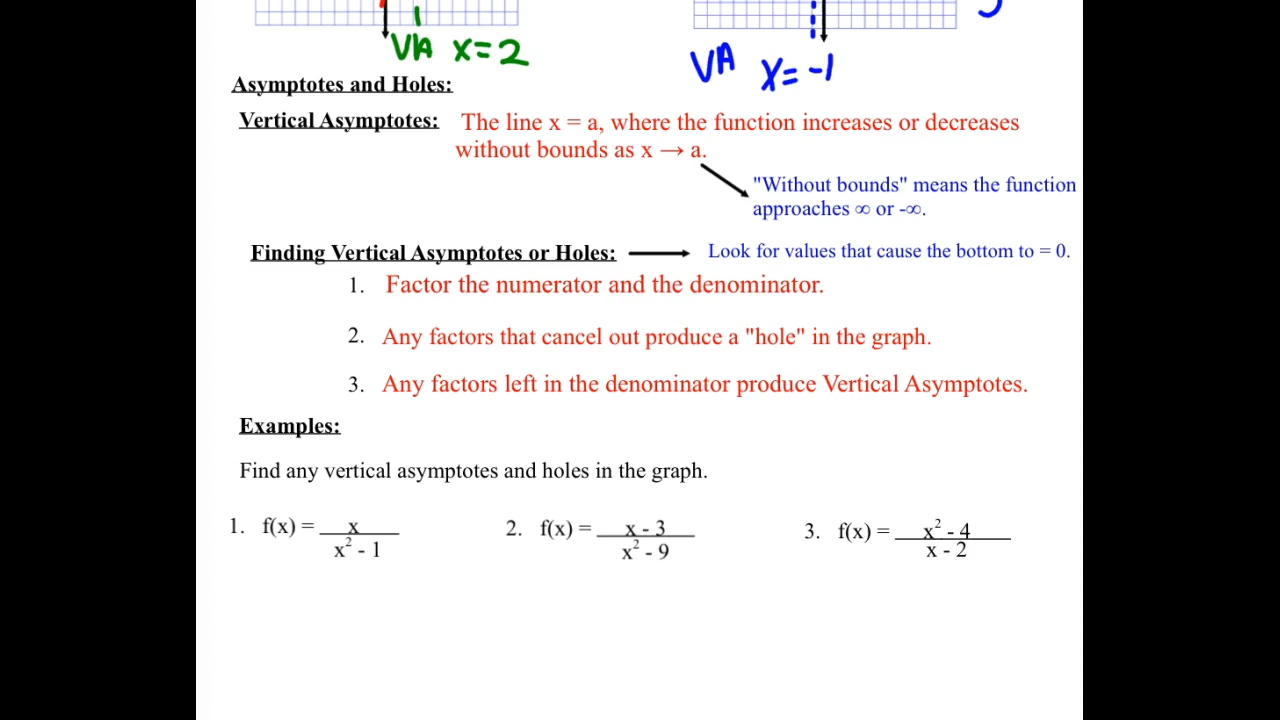 VA x=2
VA x=-1
Asymptotes and Holes:
Vertical Asymptotes: The line x = a, where the function increases or decreases
without bounds as x → a.
"Without bounds" means the function
approaches ∞ or -∞.
Finding Vertical Asymptotes or Holes: Look for values that cause the bottom to = 0.
1. Factor the numerator and the denominator.
2. Any factors that cancel out produce a "hole" in the graph.
3. Any factors left in the denominator produce Vertical Asymptotes.
Examples:
Find any vertical asymptotes and holes in the graph.
1. f(x) = x 2. f(x) = x - 3 3. f(x) = x² - 4
x² - 1 x² - 9 x - 2